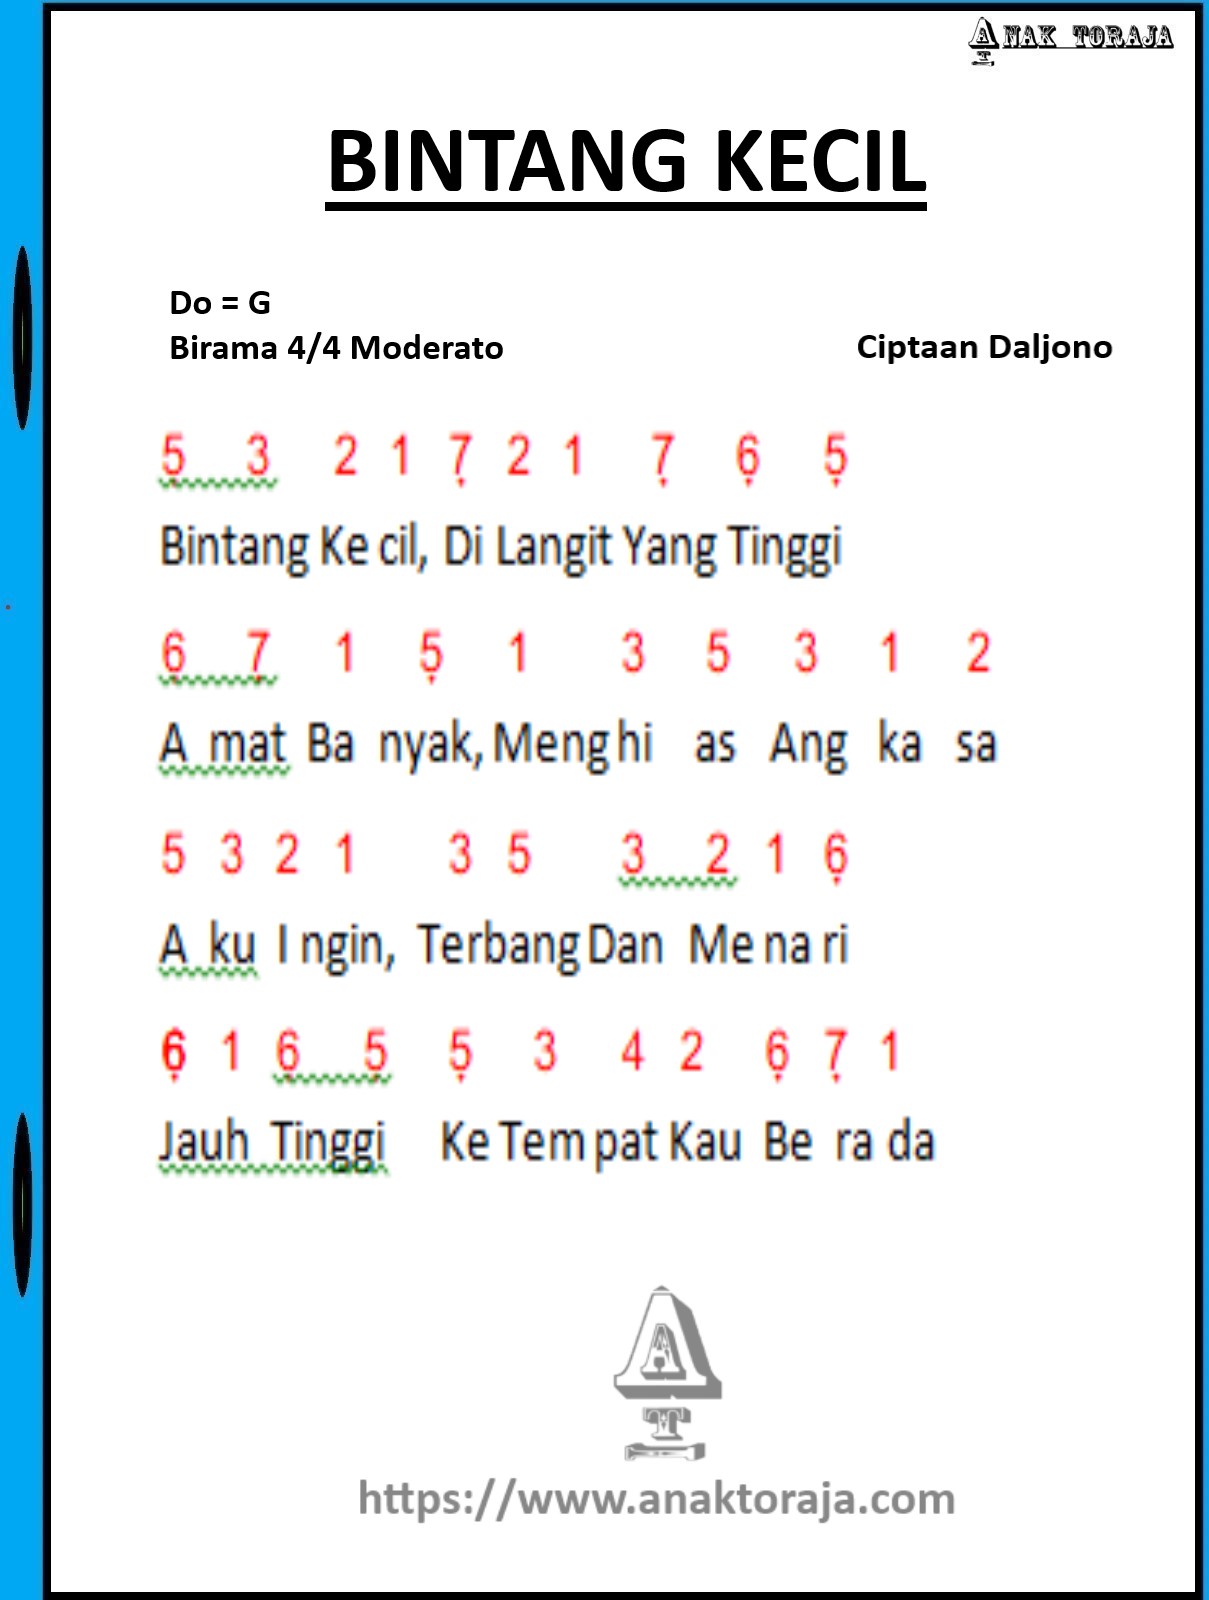 ANAK TORAJA
BINTANG KECIL
Do = G
Birama 4/4 Moderato
Ciptaan Daljono
5̣ 3 2 1 7̣ 2 1 7̣ 6̣ 5̣
Bintang Ke cil, Di Langit Yang Tinggi
6̣ 7̣ 1 5̣ 1 3 5 3 1 2
A mat Ba nyak, Meng hi as Ang ka sa
5 3 2 1 3 5 3 2 1 6̣
A ku I ngin, Terbang Dan Me na ri
6̣ 1 6̣ 5̣ 5̣ 3 4 2 6̣ 7̣ 1
Jauh Tinggi Ke Tem pat Kau Be ra da
A
T
https://www.anaktoraja.com